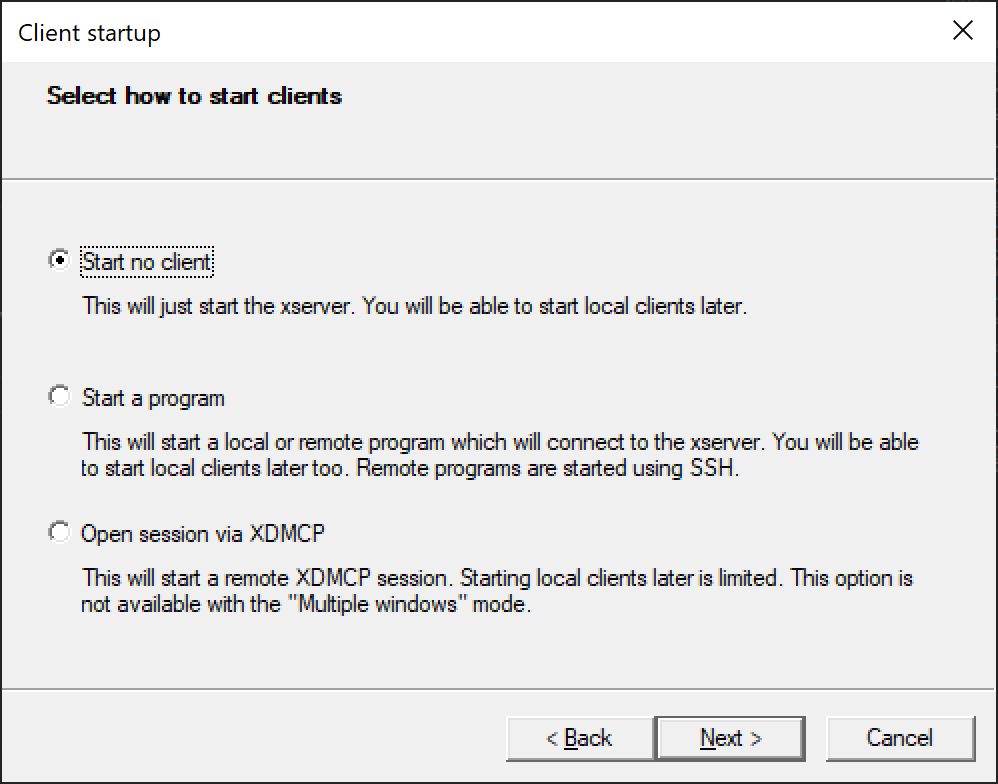 Client startup
Select how to start clients
Start no client
This will just start the xserver. You will be able to start local clients later.
Start a program
This will start a local or remote program which will connect to the xserver. You will be able
to start local clients later too. Remote programs are started using SSH.
Open session via XDMCP
This will start a remote XDMCP session. Starting local clients later is limited. This option is
not available with the "Multiple windows" mode.
< Back
Next >
Cancel